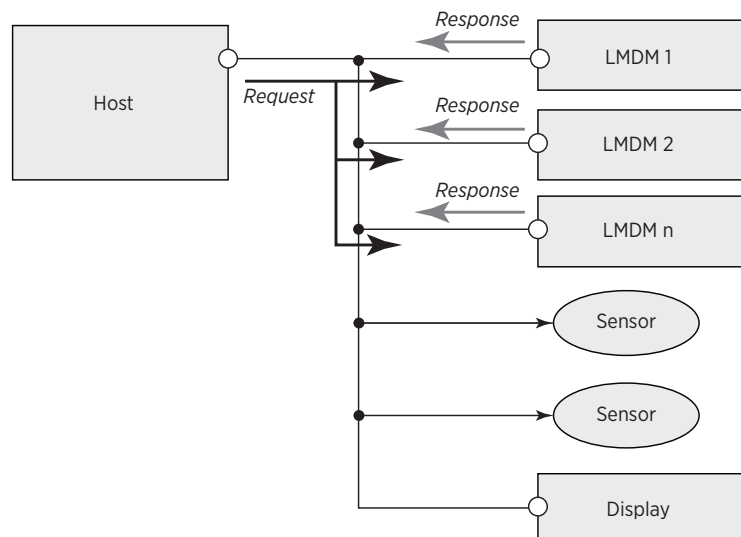 Response
Host
LMDM 1
Request
Response
LMDM 2
Response
LMDM n
Sensor
Sensor
Display